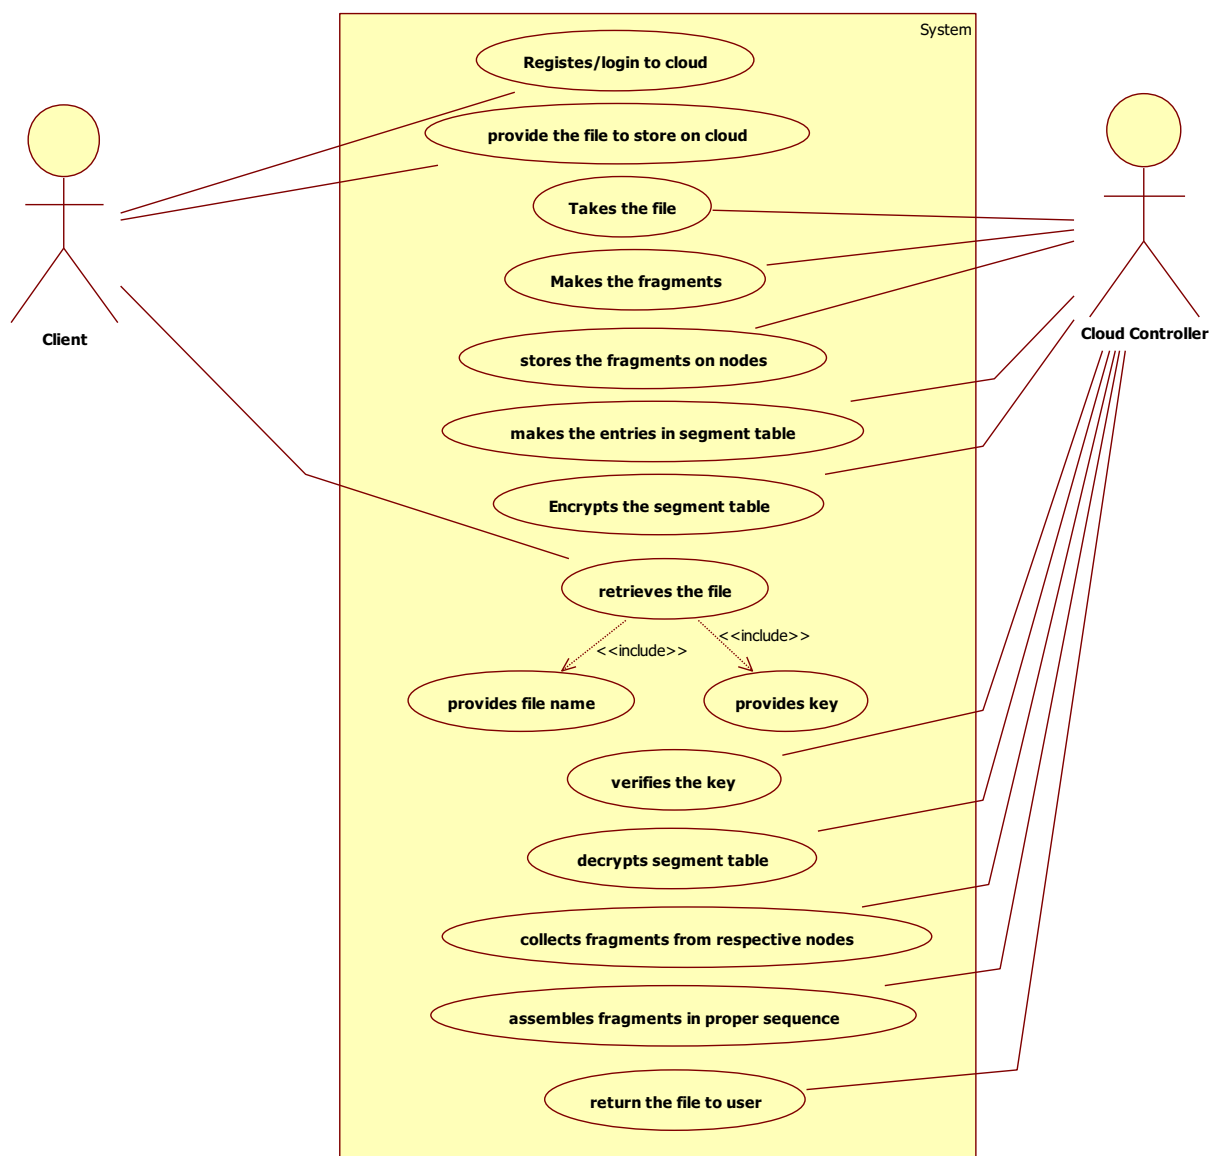 System
Registes/login to cloud
provide the file to store on cloud
Takes the file
Makes the fragments
Client
Cloud Controller
stores the fragments on nodes
makes the entries in segment table
Encrypts the segment table
retrieves the file
<<include>>
<<include>>
provides file name
provides key
verifies the key
decrypts segment table
collects fragments from respective nodes
assembles fragments in proper sequence
return the file to user